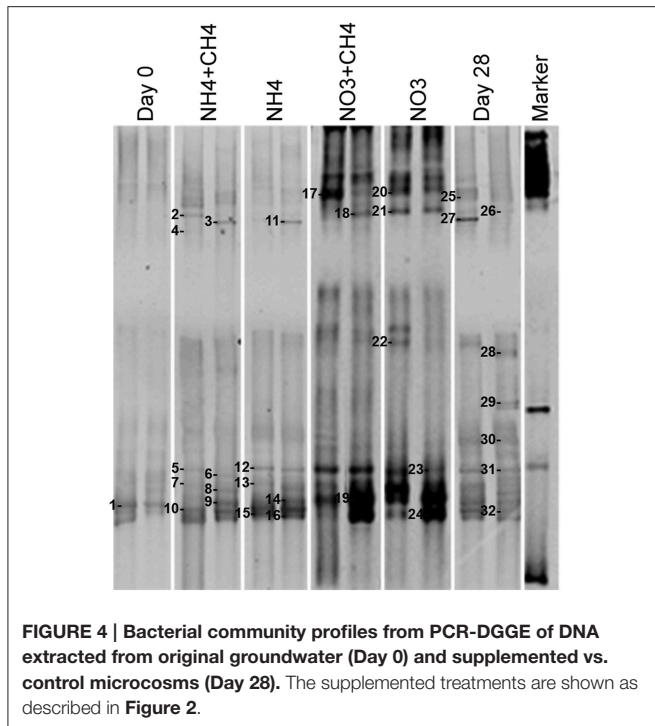 Day 0
NH4+CH4
NH4
NO3+CH4
NO3
Day 28
Marker
17-
20-
25-
2-
3-
11-
18-
21-
27-
26-
4-
22-
28-
29-
30-
5-
6-
12-
23-
31-
7-
8-
13-
1-
9-
14-
19-
10-
15-
16-
24-
32-
FIGURE 4 | Bacterial community profiles from PCR-DGGE of DNA
extracted from original groundwater (Day 0) and supplemented vs.
control microcosms (Day 28). The supplemented treatments are shown as
described in Figure 2.